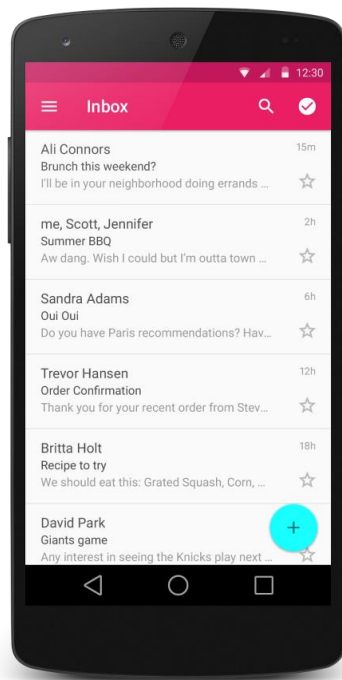 12:30
Inbox
Ali Connors 15m
Brunch this weekend?
I'll be in your neighborhood doing errands ...
me, Scott, Jennifer 2h
Summer BBQ
Aw dang. Wish I could but I'm outta town ...
Sandra Adams 6h
Oui Oui
Do you have Paris recommendations? Hav...
Trevor Hansen 12h
Order Confirmation
Thank you for your recent order from Stev...
Britta Holt 18h
Recipe to try
We should eat this: Grated Squash, Corn, ...
David Park
Giants game
Any interest in seeing the Knicks play next ...